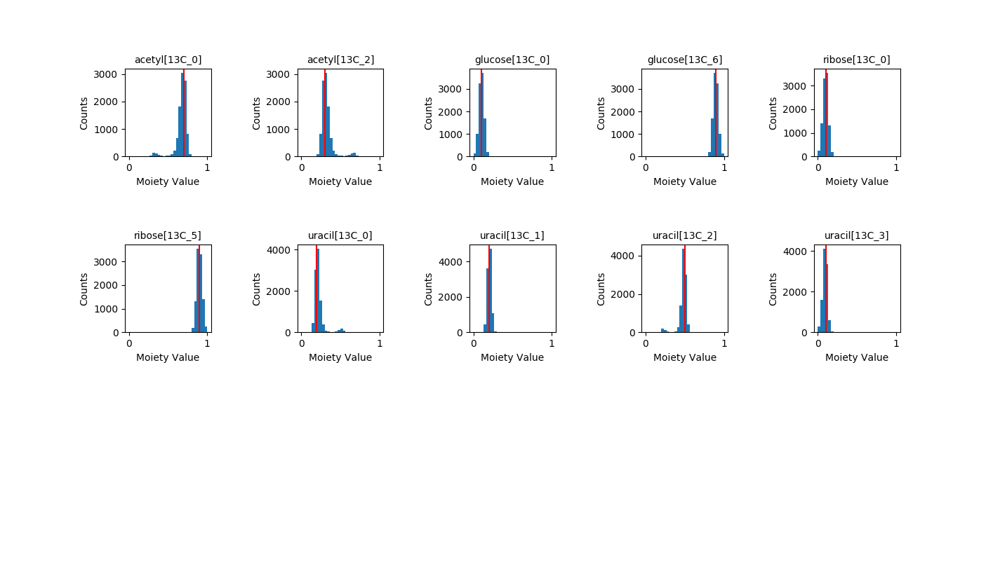 acetyl[13C_0]
acetyl[13C_2]
glucose[13C_0]
glucose[13C_6]
ribose[13C_0]
3000
2000
1000
0
Counts
0 1
Moiety Value
3000
2000
1000
0
Counts
0 1
Moiety Value
3000
2000
1000
0
Counts
0 1
Moiety Value
3000
2000
1000
0
Counts
0 1
Moiety Value
3000
2000
1000
0
Counts
0 1
Moiety Value
ribose[13C_5]
uracil[13C_0]
uracil[13C_1]
uracil[13C_2]
uracil[13C_3]
3000
2000
1000
0
Counts
0 1
Moiety Value
4000
2000
0
Counts
0 1
Moiety Value
4000
2000
0
Counts
0 1
Moiety Value
4000
2000
0
Counts
0 1
Moiety Value
4000
2000
0
Counts
0 1
Moiety Value